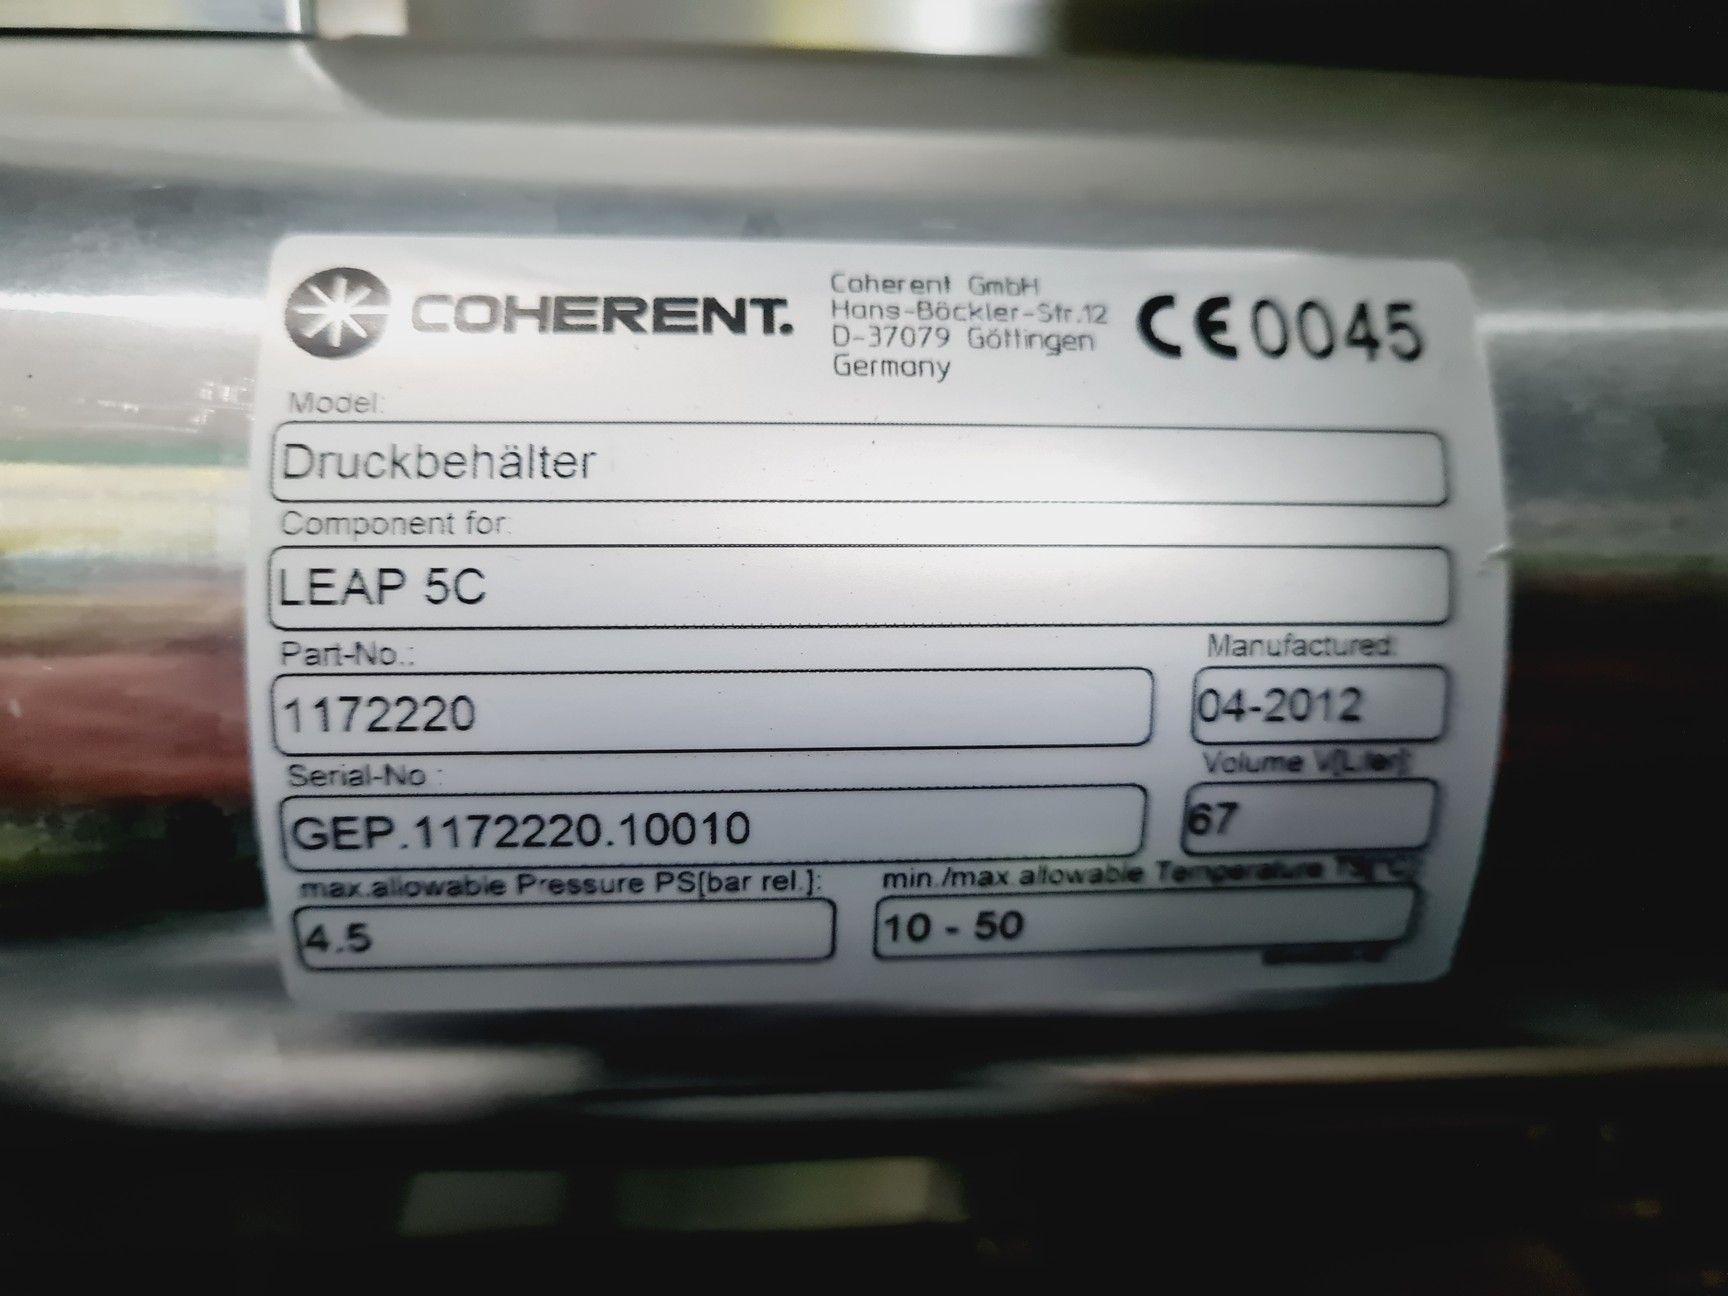 COHERENT.
Coherent GmbH
Hans-Böckler-Str.12
D-37079 Göttingen
Germany
CE0045
Model:
Druckbehälter
Component for:
LEAP 5C
Part-No.:
1172220
Manufactured:
04-2012
Serial-No.:
GEP.1172220.10010
Volume V[Liter]:
67
max.allowable Pressure PS[bar rel.]:
4.5
min./max.allowable Temperature TS[°C]:
10 - 50